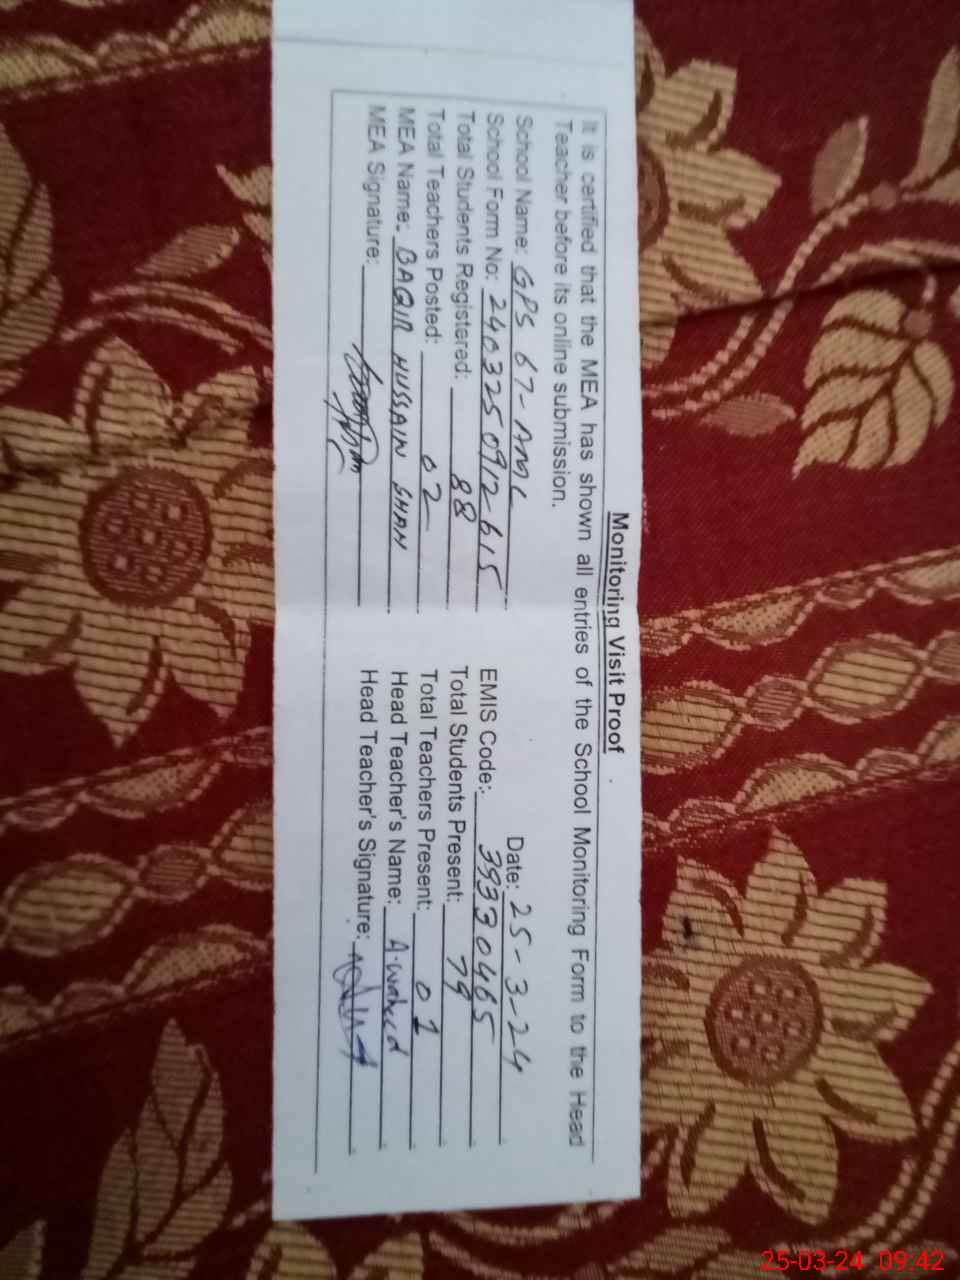 Monitoring Visit Proof
It is certified that the MEA has shown all entries of the School Monitoring Form to the Head
Teacher before its online submission.
Date: 25-3-24
School Name: GPS 67-AML
EMIS Code: 39330465
School Form No: 2403250912615
Total Students Present: 79
Total Students Registered: 88
Total Teachers Present: 01
Total Teachers Posted: 02
Head Teacher's Name: A.waheed
MEA Name: BAQIR HUSSAIN SHAH
Head Teacher's Signature:
MEA Signature:
25-03-24 09:42